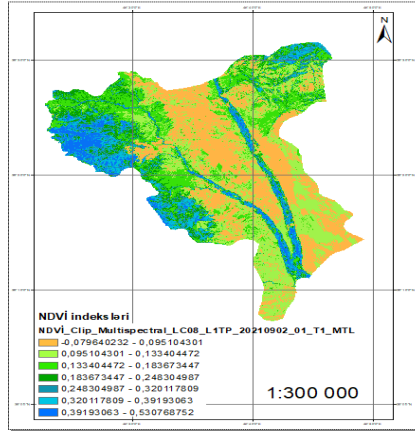 N
NDVİ indeksləri
NDVİ_Clip_Multispectral_LC08_L1TP_20210902_01_T1_MTL
-0,079640232 - 0,095104301
0,095104301 - 0,133404472
0,133404472 - 0,183673447
0,183673447 - 0,248304987
0,248304987 - 0,320117809
0,320117809 - 0,39193063
0,39193063 - 0,530768752
1:300 000